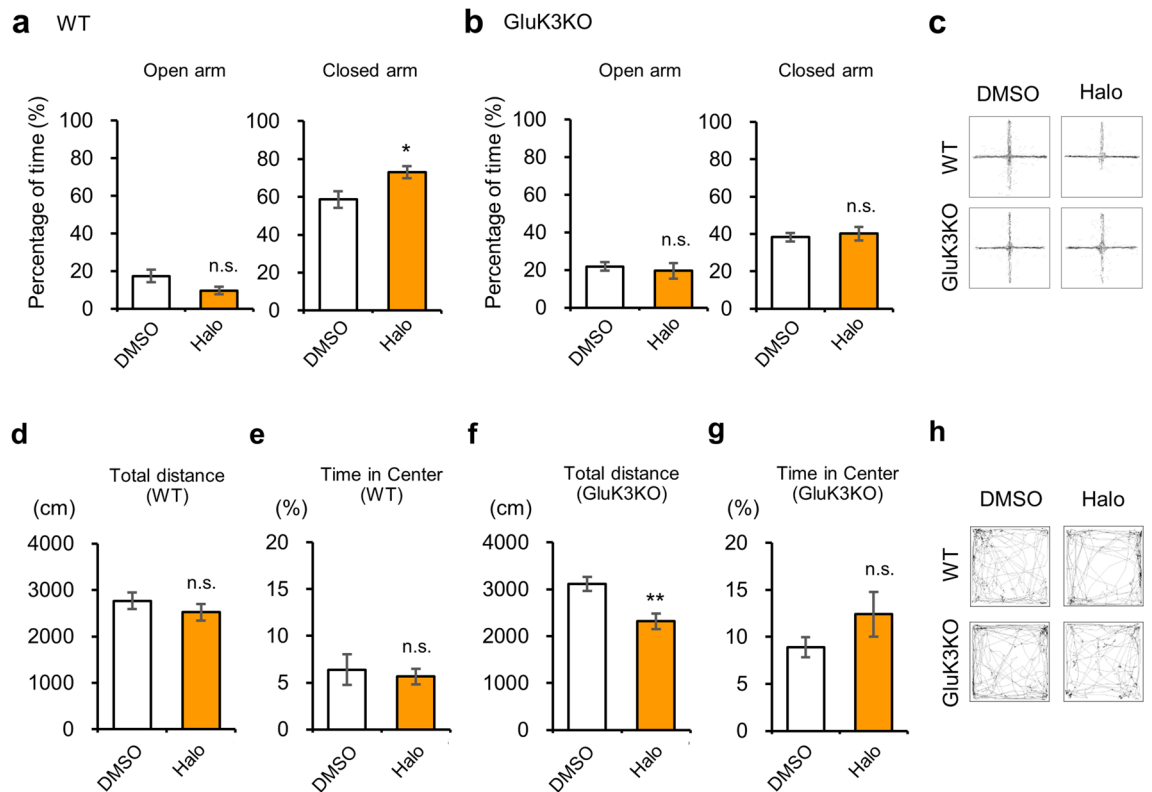 a WT
Open arm
Closed arm
Percentage of time (%)
100
80
60
40
20
0
n.s.
DMSO
Halo
100
80
60
40
20
0
*
DMSO
Halo
b GluK3KO
Open arm
Closed arm
Percentage of time (%)
100
80
60
40
20
0
n.s.
DMSO
Halo
100
80
60
40
20
0
n.s.
DMSO
Halo
c
DMSO Halo
WT
GluK3KO
d
Total distance
(WT)
(cm)
4000
3000
2000
1000
0
n.s.
DMSO
Halo
e
Time in Center
(WT)
(%)
20
15
10
5
0
n.s.
DMSO
Halo
f
Total distance
(GluK3KO)
(cm)
4000
3000
2000
1000
0
**
DMSO
Halo
g
Time in Center
(GluK3KO)
(%)
20
15
10
5
0
n.s.
DMSO
Halo
h
DMSO Halo
WT
GluK3KO